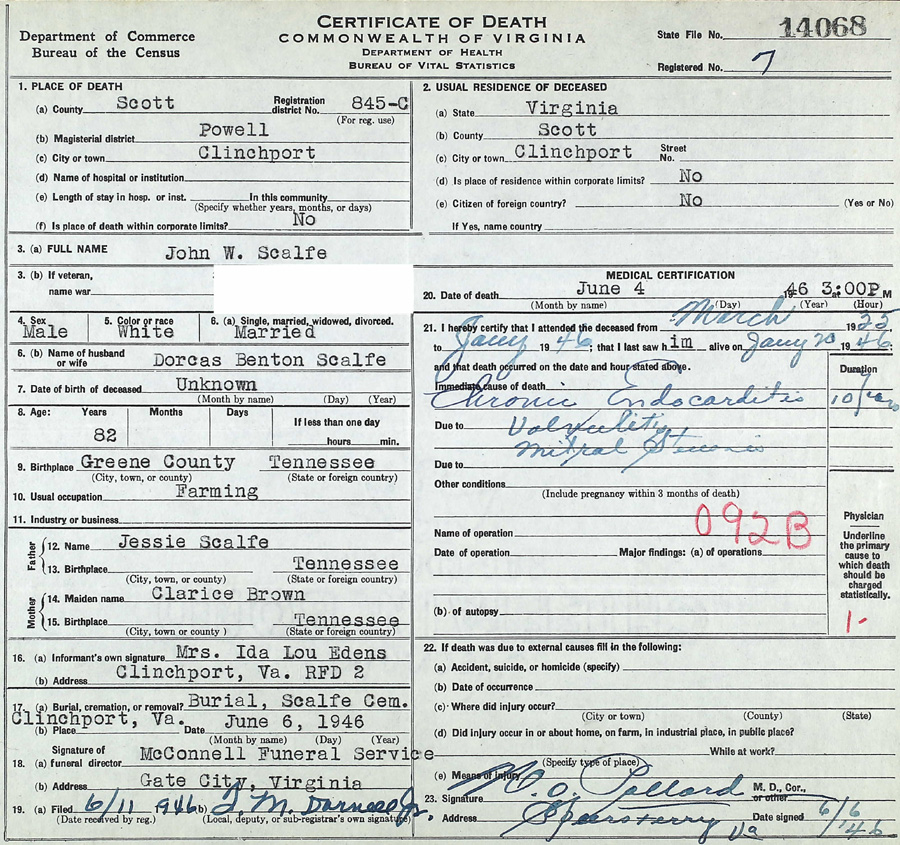 Department of Commerce
Bureau of the Census
CERTIFICATE OF DEATH
COMMONWEALTH OF VIRGINIA
DEPARTMENT OF HEALTH
BUREAU OF VITAL STATISTICS
State File No. 14068
Registered No. 7
1. PLACE OF DEATH
(a) County Scott Registration district No. 845-C
(For reg. use)
(b) Magisterial district Powell
(c) City or town Clinchport
(d) Name of hospital or institution
(e) Length of stay in hosp. or inst. In this community
(Specify whether years, months, or days)
(f) Is place of death within corporate limits? No
2. USUAL RESIDENCE OF DECEASED
(a) State Virginia
(b) County Scott
(c) City or town Clinchport Street No.
(d) Is place of residence within corporate limits? No
(e) Citizen of foreign country? No (Yes or No)
If Yes, name country
3. (a) FULL NAME John W. Scalfe
3. (b) If veteran,
name war
4. Sex Male
5. Color or race White
6. (a) Single, married, widowed, divorced. Married
6. (b) Name of husband or wife Dorcas Benton Scalfe
7. Date of birth of deceased Unknown
(Month by name) (Day) (Year)
8. Age: Years Months Days If less than one day
82 hours min.
9. Birthplace Greene County Tennessee
(City, town, or county) (State or foreign country)
10. Usual occupation Farming
11. Industry or business
Father
12. Name Jessie Scalfe
13. Birthplace Tennessee
(City, town, or county) (State or foreign country)
Mother
14. Maiden name Clarice Brown
15. Birthplace Tennessee
(City, town, or county ) (State or foreign country)
16. (a) Informant's own signature Mrs. Ida Lou Edens
(b) Address Clinchport, Va. RFD 2
17. (a) Burial, cremation, or removal? Burial, Scalfe Cem.
Clinchport, Va.
(b) Place Date June 6, 1946
(Month by name) (Day) (Year)
18. (a) Signature of funeral director McConnell Funeral Service
(b) Address Gate City, Virginia
19. (a) Filed 6/11 1946 (b) Darnell Jr.
(Date received by reg.) (Local, deputy, or sub-registrar's own signature)
MEDICAL CERTIFICATION
20. Date of death June 4 1946 at 3:00P M
(Month by name) (Day) (Year) (Hour)
21. I hereby certify that I attended the deceased from March 1925
to Jany 1946; that I last saw him alive on Jany 20 1946
and that death occurred on the date and hour stated above.
Duration
Immediate cause of death
Chronic Endocarditis 10
Due to Valvulitis
Mitral Stenosis
Due to
Other conditions
(Include pregnancy within 3 months of death)
092B
Name of operation
Date of operation Major findings: (a) of operations
(b) of autopsy
Physician
Underline
the primary
cause to
which death
should be
charged
statistically.
1-
22. If death was due to external causes fill in the following:
(a) Accident, suicide, or homicide (specify)
(b) Date of occurrence
(c) Where did injury occur?
(City or town) (County) (State)
(d) Did injury occur in or about home, on farm, in industrial place, in public place?
While at work?
(Specify type of place)
(e) Means of injury
23. Signature Pollard M. D., Cor., or other
Address Speers Ferry Va Date signed 6/6/46